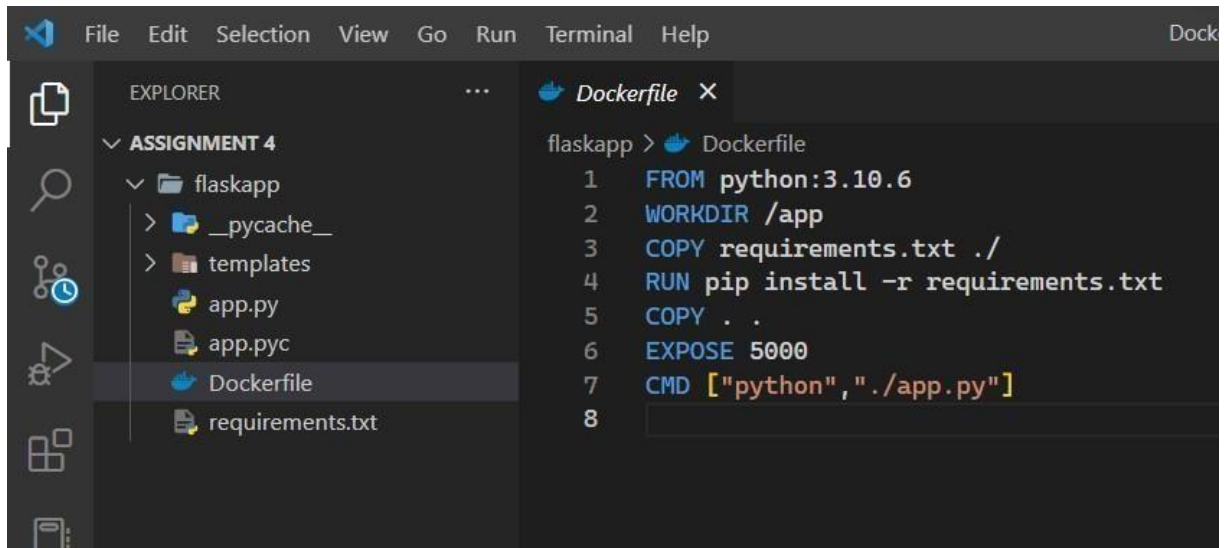 File Edit Selection View Go Run Terminal Help
EXPLORER
ASSIGNMENT 4
flaskapp
__pycache__
templates
app.py
app.pyc
Dockerfile
requirements.txt
Dockerfile
flaskapp > Dockerfile
1 FROM python:3.10.6
2 WORKDIR /app
3 COPY requirements.txt ./
4 RUN pip install -r requirements.txt
5 COPY . .
6 EXPOSE 5000
7 CMD ["python","./app.py"]
8